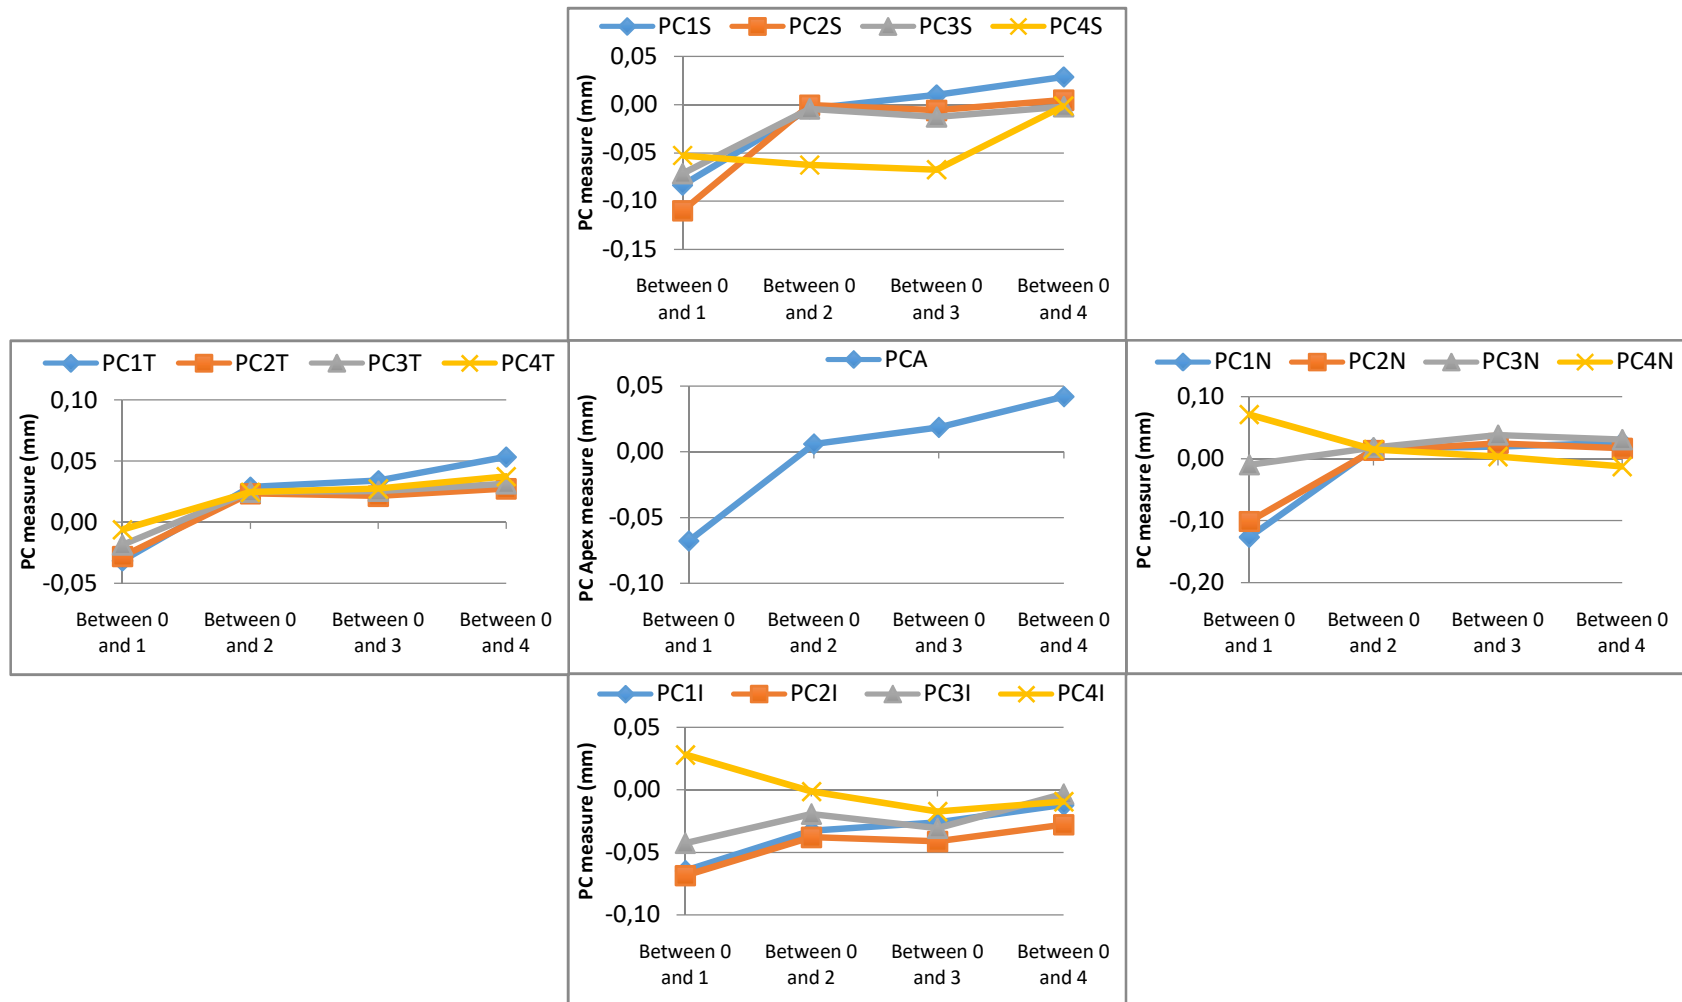 PC1S PC2S PC3S PC4S
PC measure (mm)
0,05
0,00
-0,05
-0,10
-0,15
Between 0 Between 0 Between 0 Between 0
and 1 and 2 and 3 and 4
PC1T PC2T PC3T PC4T
PC measure (mm)
0,10
0,05
0,00
-0,05
Between 0 Between 0 Between 0 Between 0
and 1 and 2 and 3 and 4
PCA
PC Apex measure (mm)
0,05
0,00
-0,05
-0,10
Between 0 Between 0 Between 0 Between 0
and 1 and 2 and 3 and 4
PC1N PC2N PC3N PC4N
PC measure (mm)
0,10
0,00
-0,10
-0,20
Between 0 Between 0 Between 0 Between 0
and 1 and 2 and 3 and 4
PC1I PC2I PC3I PC4I
PC measure (mm)
0,05
0,00
-0,05
-0,10
Between 0 Between 0 Between 0 Between 0
and 1 and 2 and 3 and 4